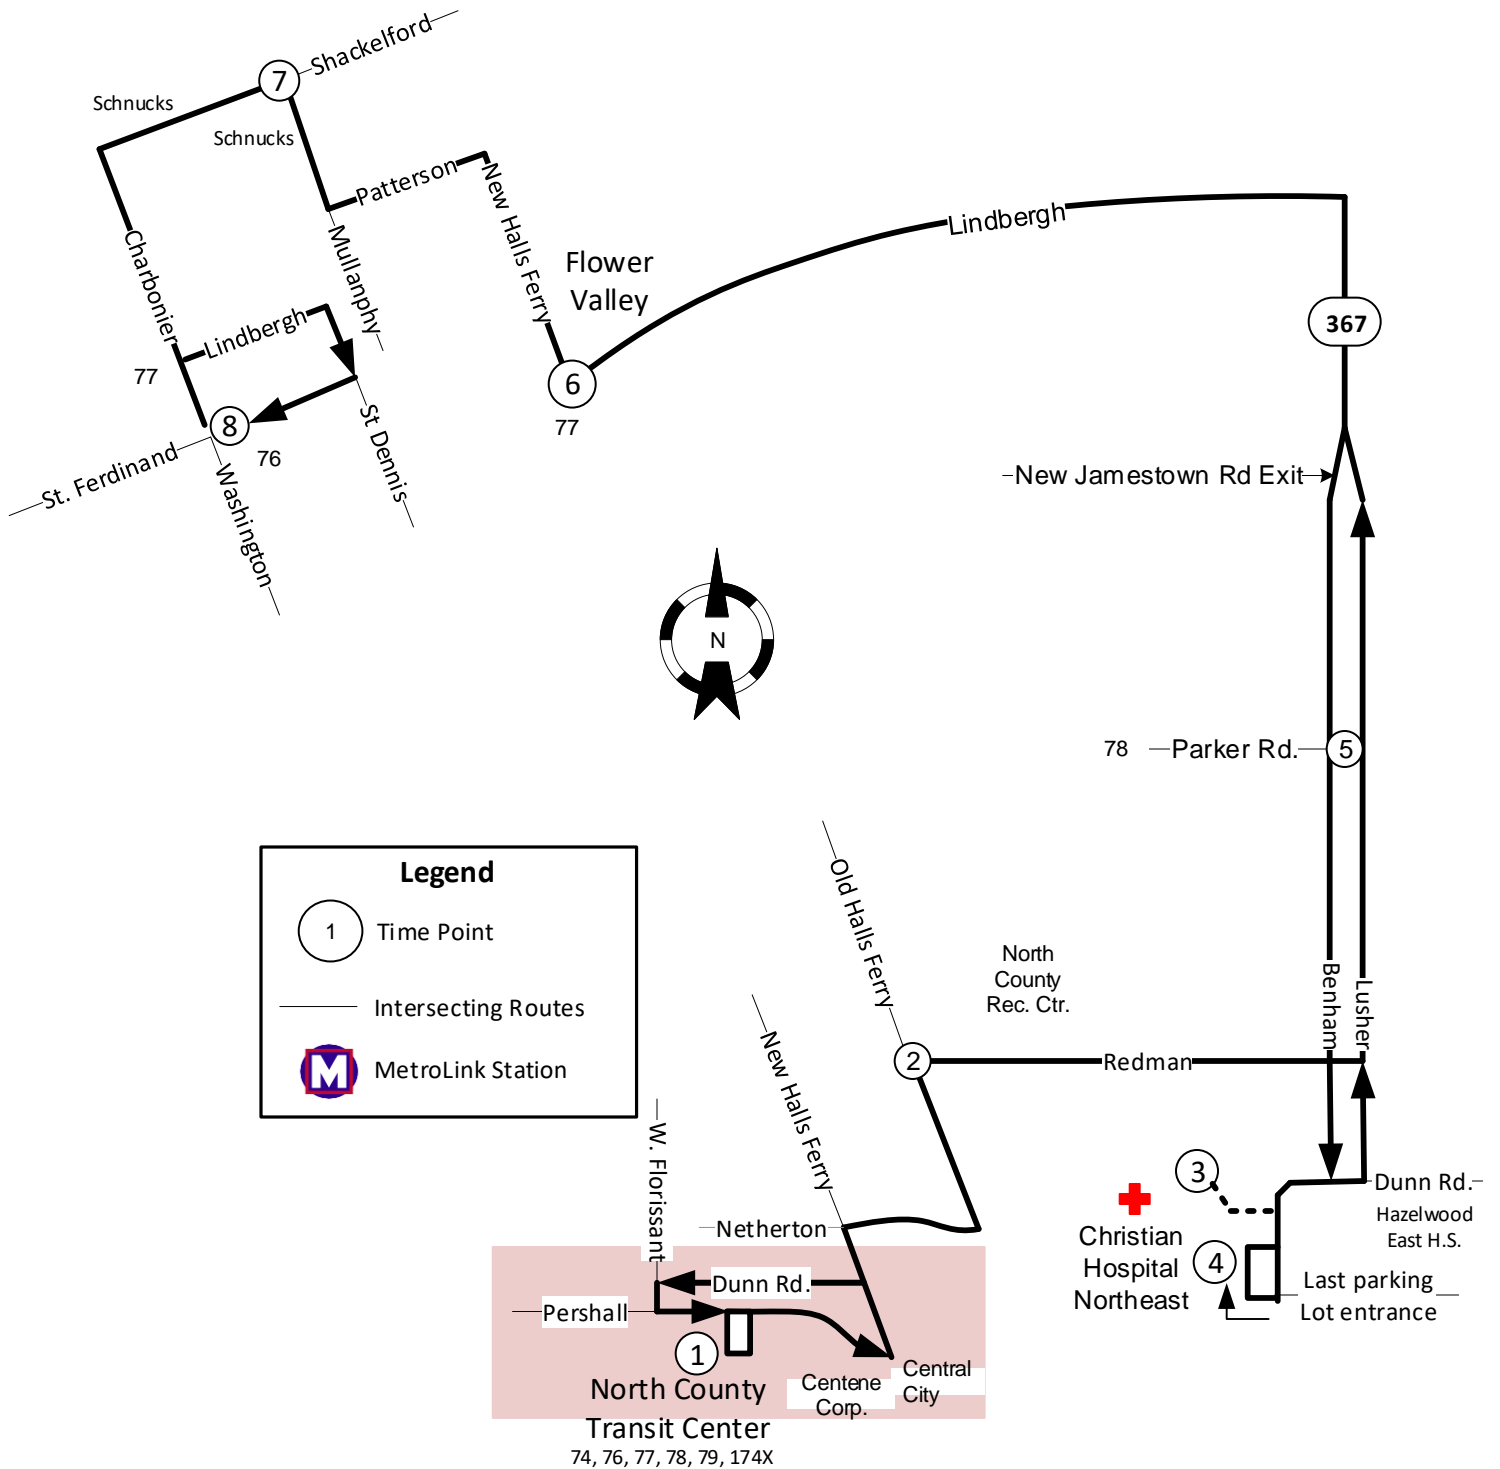 Shackelford
7
Schnucks
Schnucks
Patterson
New Halls Ferry
Lindbergh
Charbonier
Mullanphy
Flower
Valley
367
Lindbergh
77
6
77
8
76
St. Ferdinand
Washington
St Dennis
New Jamestown Rd Exit
N
78
Parker Rd.
5
Legend
1
Time Point
Intersecting Routes
M
MetroLink Station
Old Halls Ferry
North
County
Rec. Ctr.
Benham
Lusher
New Halls Ferry
2
Redman
W. Florissant
3
Dunn Rd.
Hazelwood
East H.S.
Netherton
Christian
Hospital
Northeast
4
Last parking
Lot entrance
Dunn Rd.
Pershall
1
North County
Transit Center
74, 76, 77, 78, 79, 174X
Centene
Corp.
Central
City